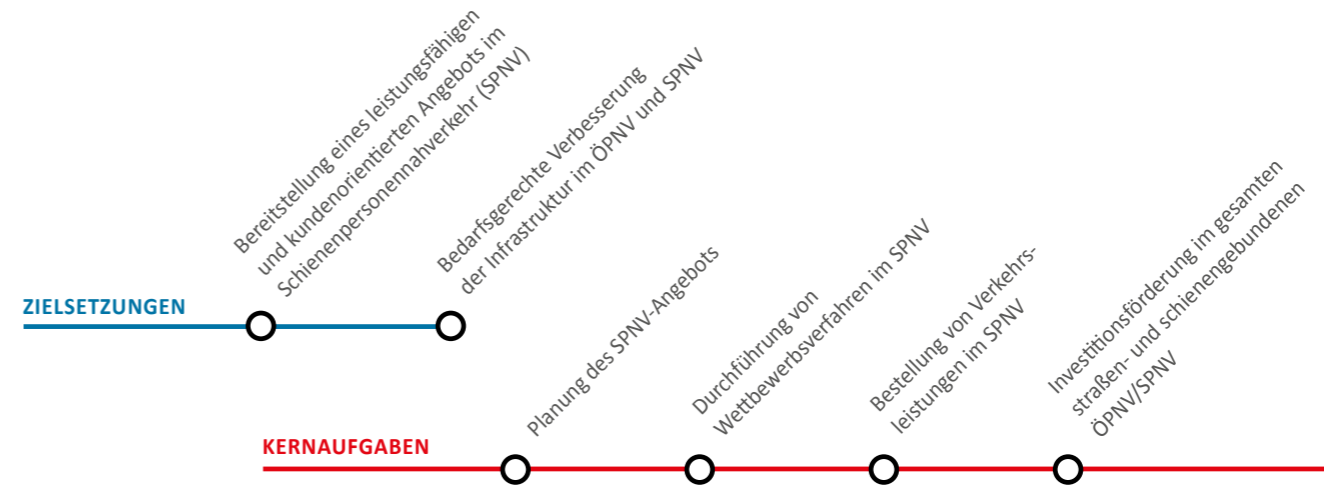 ZIELSETZUNGEN
Bereitstellung eines leistungsfähigen
und kundenorientierten Angebots im
Schienenpersonennahverkehr (SPNV)
Bedarfsgerechte Verbesserung
der Infrastruktur im ÖPNV und SPNV
KERNAUFGABEN
Planung des SPNV-Angebots
Durchführung von
Wettbewerbsverfahren im SPNV
Bestellung von Verkehrs-
leistungen im SPNV
Investitionsförderung im gesamten
straßen- und schienengebundenen
ÖPNV/SPNV